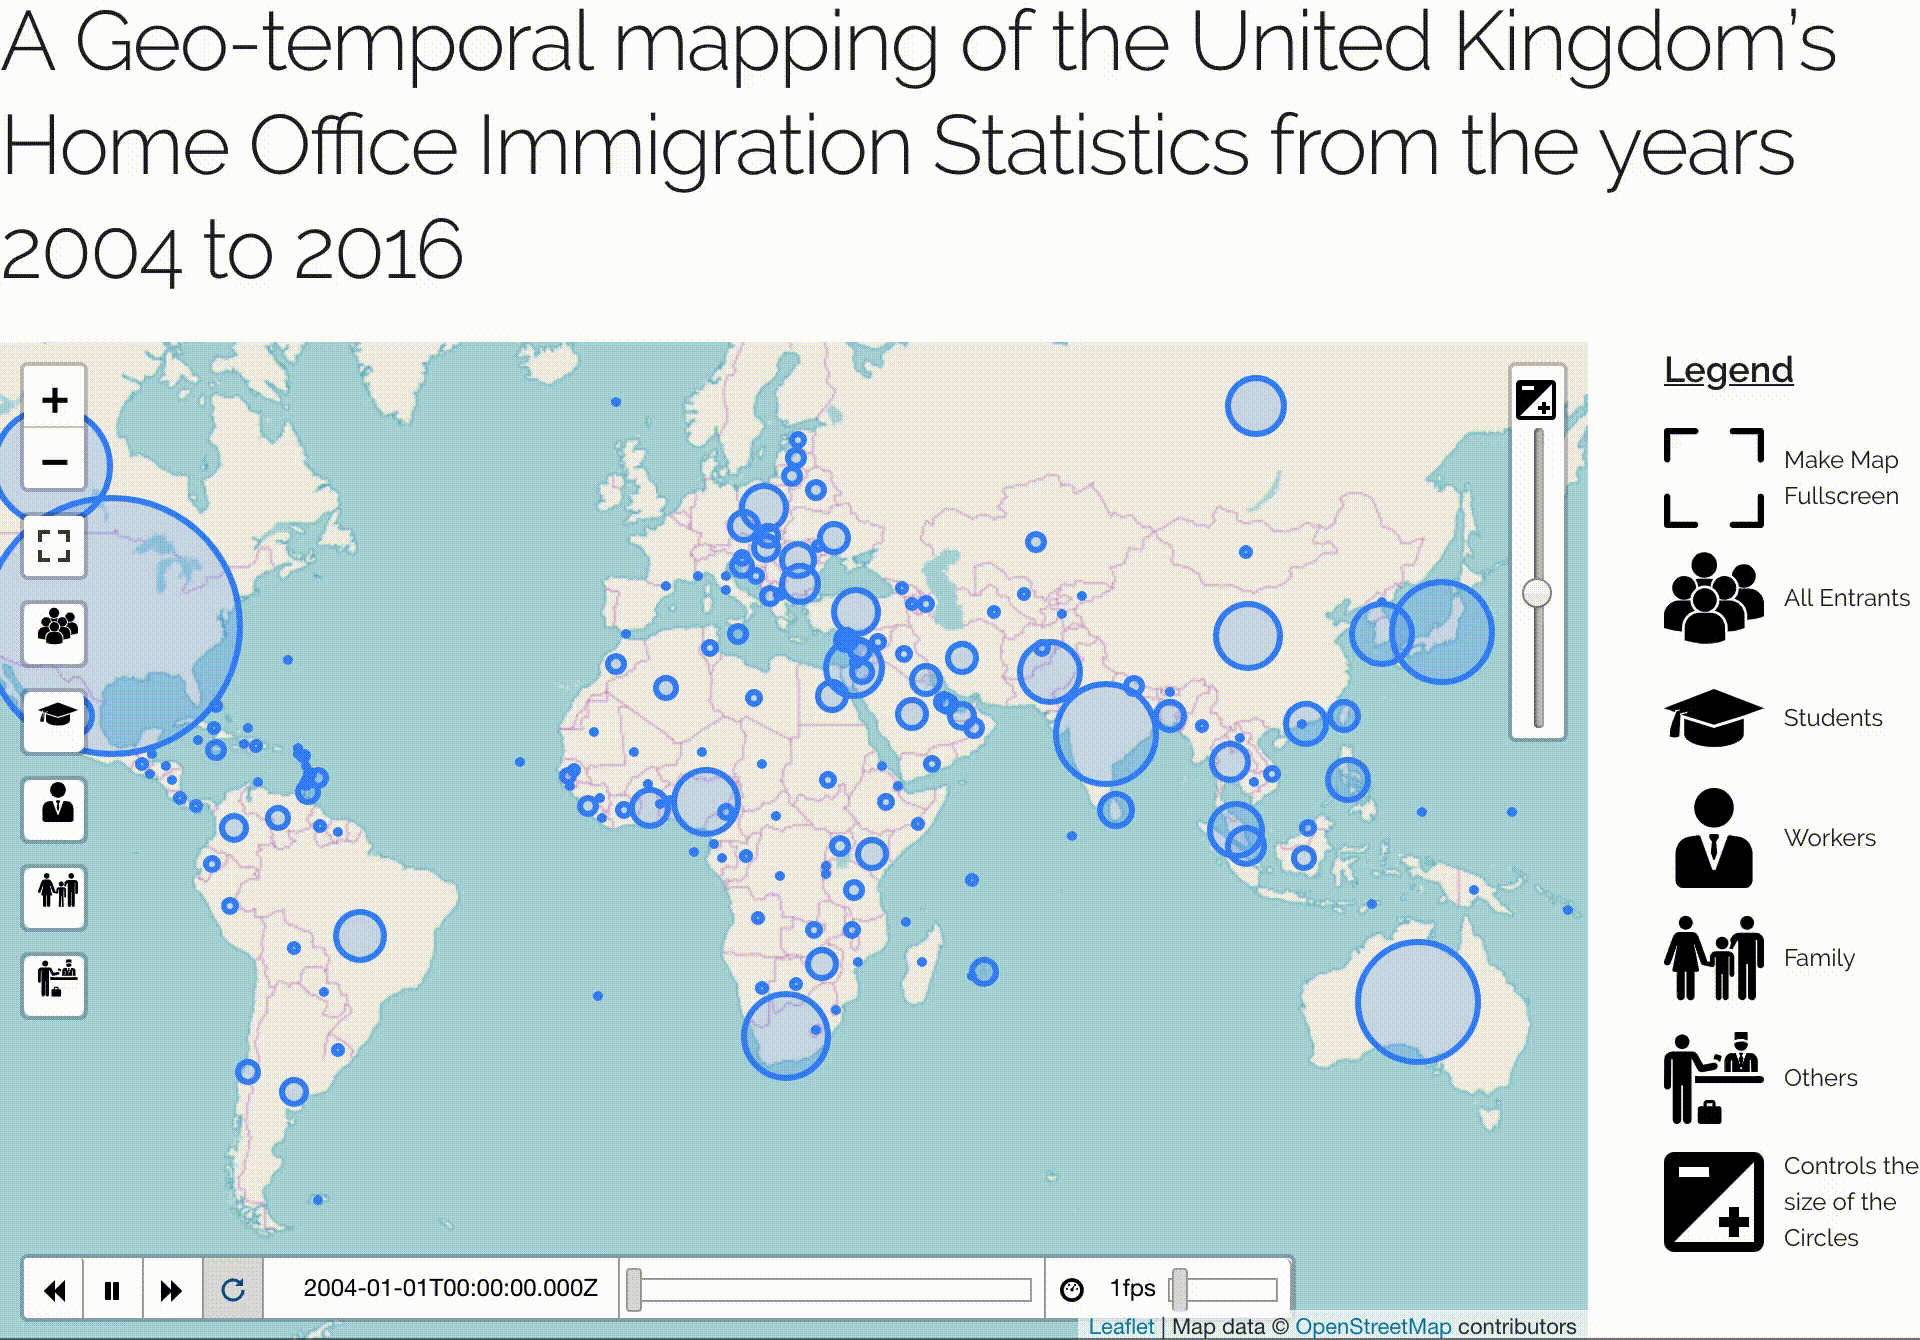 A Geo-temporal mapping of the United Kingdom's
Home Office Immigration Statistics from the years
2004 to 2016
Legend
+
−
Make Map
Fullscreen
All Entrants
Students
Workers
Family
Others
Controls the
size of the
Circles
2004-01-01T00:00:00.000Z
1fps
Leaflet | Map data © OpenStreetMap contributors